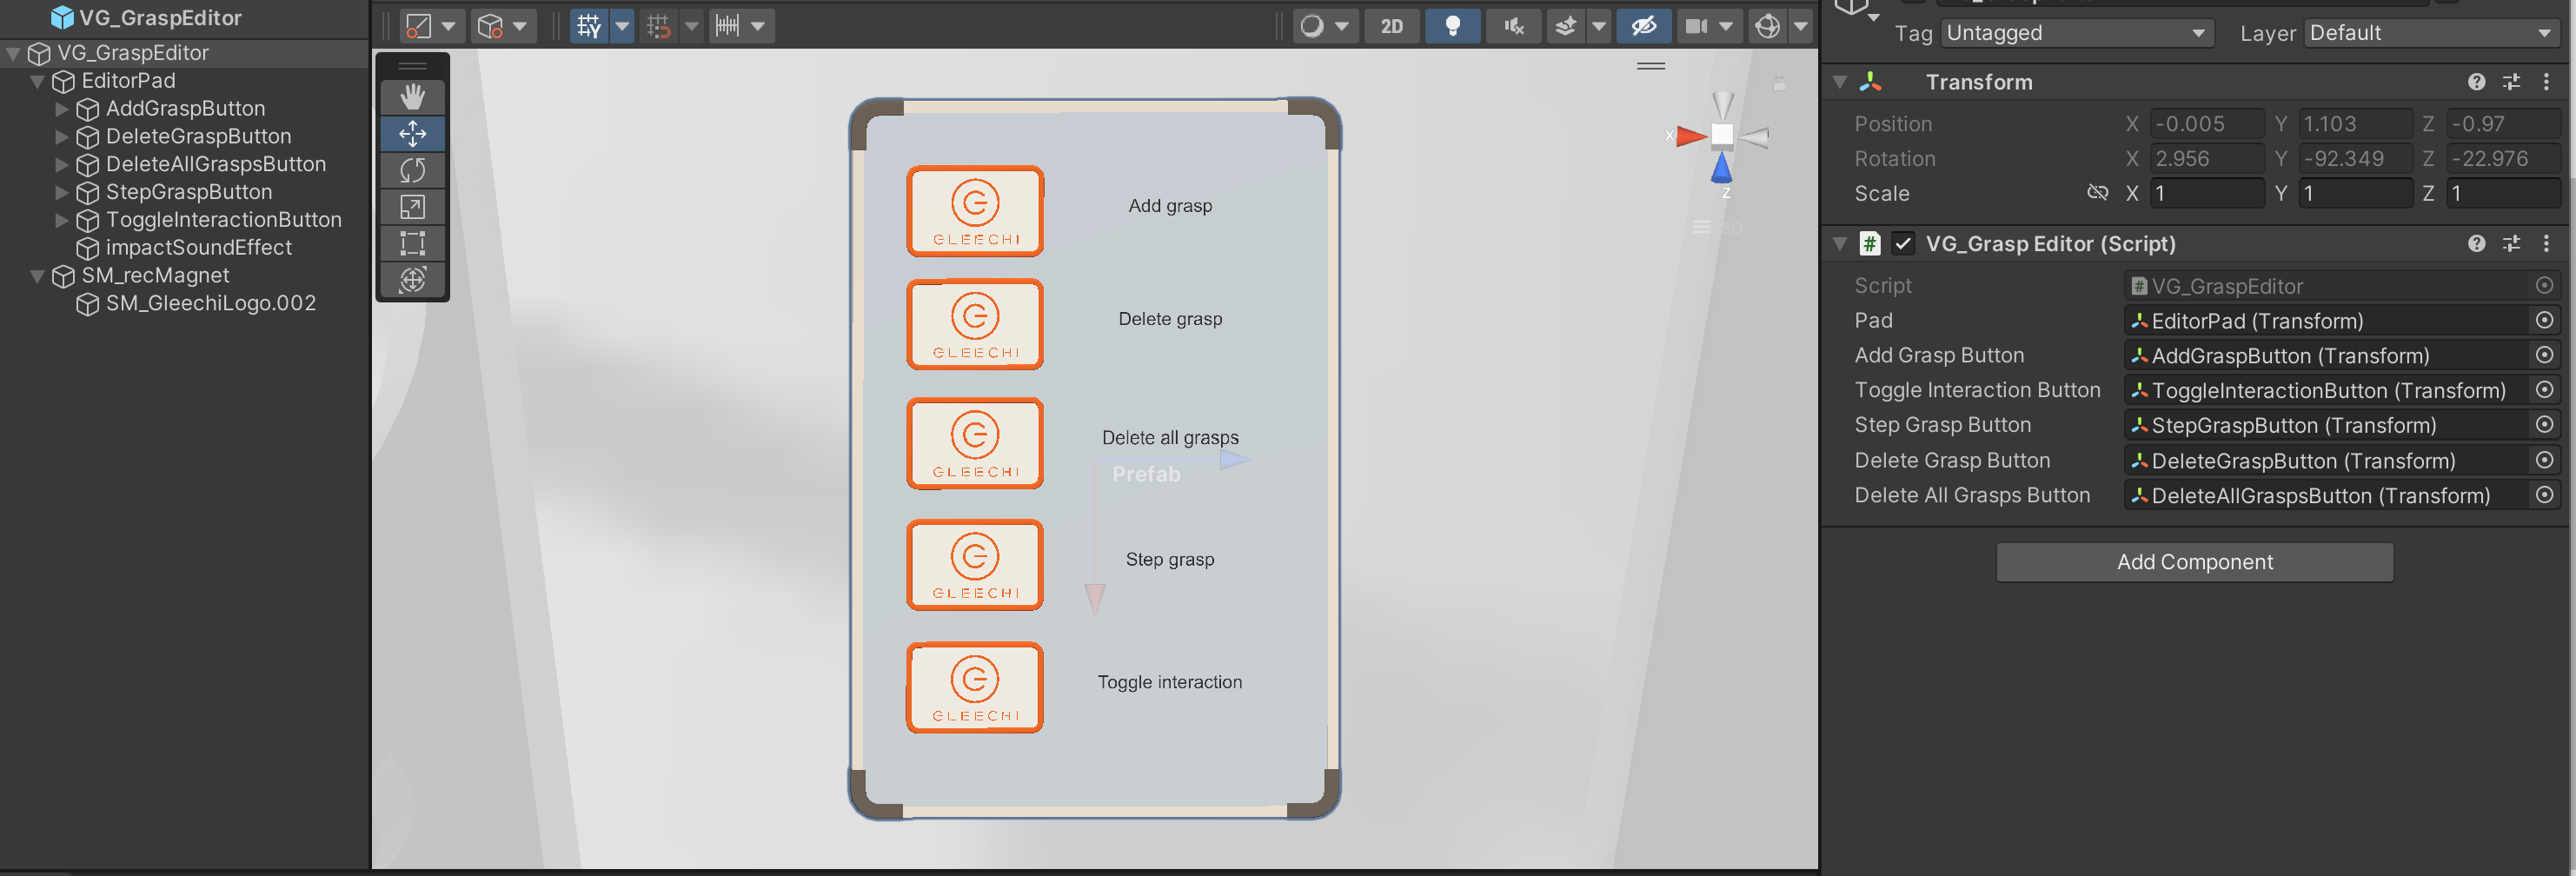 VG_GraspEditor
VG_GraspEditor
EditorPad
AddGraspButton
DeleteGraspButton
DeleteAllGraspsButton
StepGraspButton
ToggleInteractionButton
impactSoundEffect
SM_recMagnet
SM_GleechiLogo.002
2D
X
Z
GLEECHI
Add grasp
GLEECHI
Delete grasp
GLEECHI
Delete all grasps
Prefab
GLEECHI
Step grasp
GLEECHI
Toggle interaction
Tag Untagged Layer Default
Transform
Position X -0.005 Y 1.103 Z -0.97
Rotation X 2.956 Y -92.349 Z -22.976
Scale X 1 Y 1 Z 1
# VG_Grasp Editor (Script)
Script # VG_GraspEditor
Pad EditorPad (Transform)
Add Grasp Button AddGraspButton (Transform)
Toggle Interaction Button ToggleInteractionButton (Transform)
Step Grasp Button StepGraspButton (Transform)
Delete Grasp Button DeleteGraspButton (Transform)
Delete All Grasps Button DeleteAllGraspsButton (Transform)
Add Component